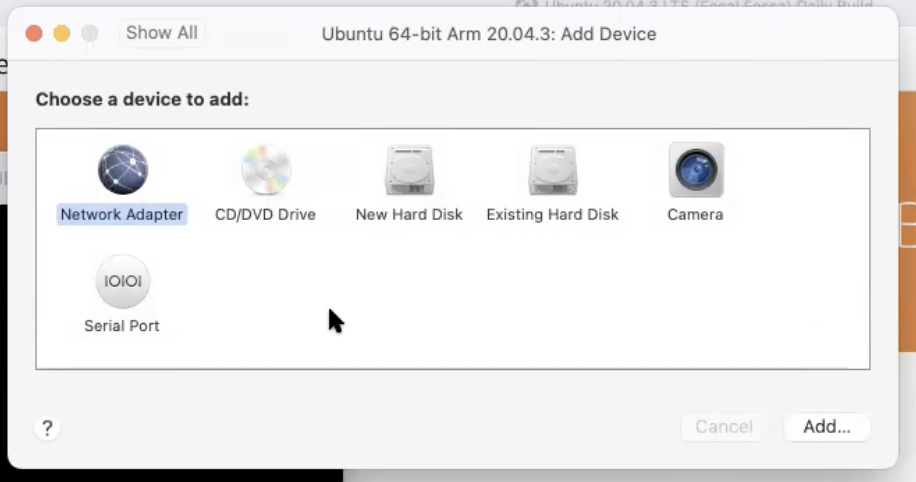 Ubuntu 20.04.3 LTS (Focal Fossa) Daily Build
Show All
Ubuntu 64-bit Arm 20.04.3: Add Device
Choose a device to add:
Network Adapter
CD/DVD Drive
New Hard Disk
Existing Hard Disk
Camera
IOIOI
Serial Port
?
Cancel
Add...